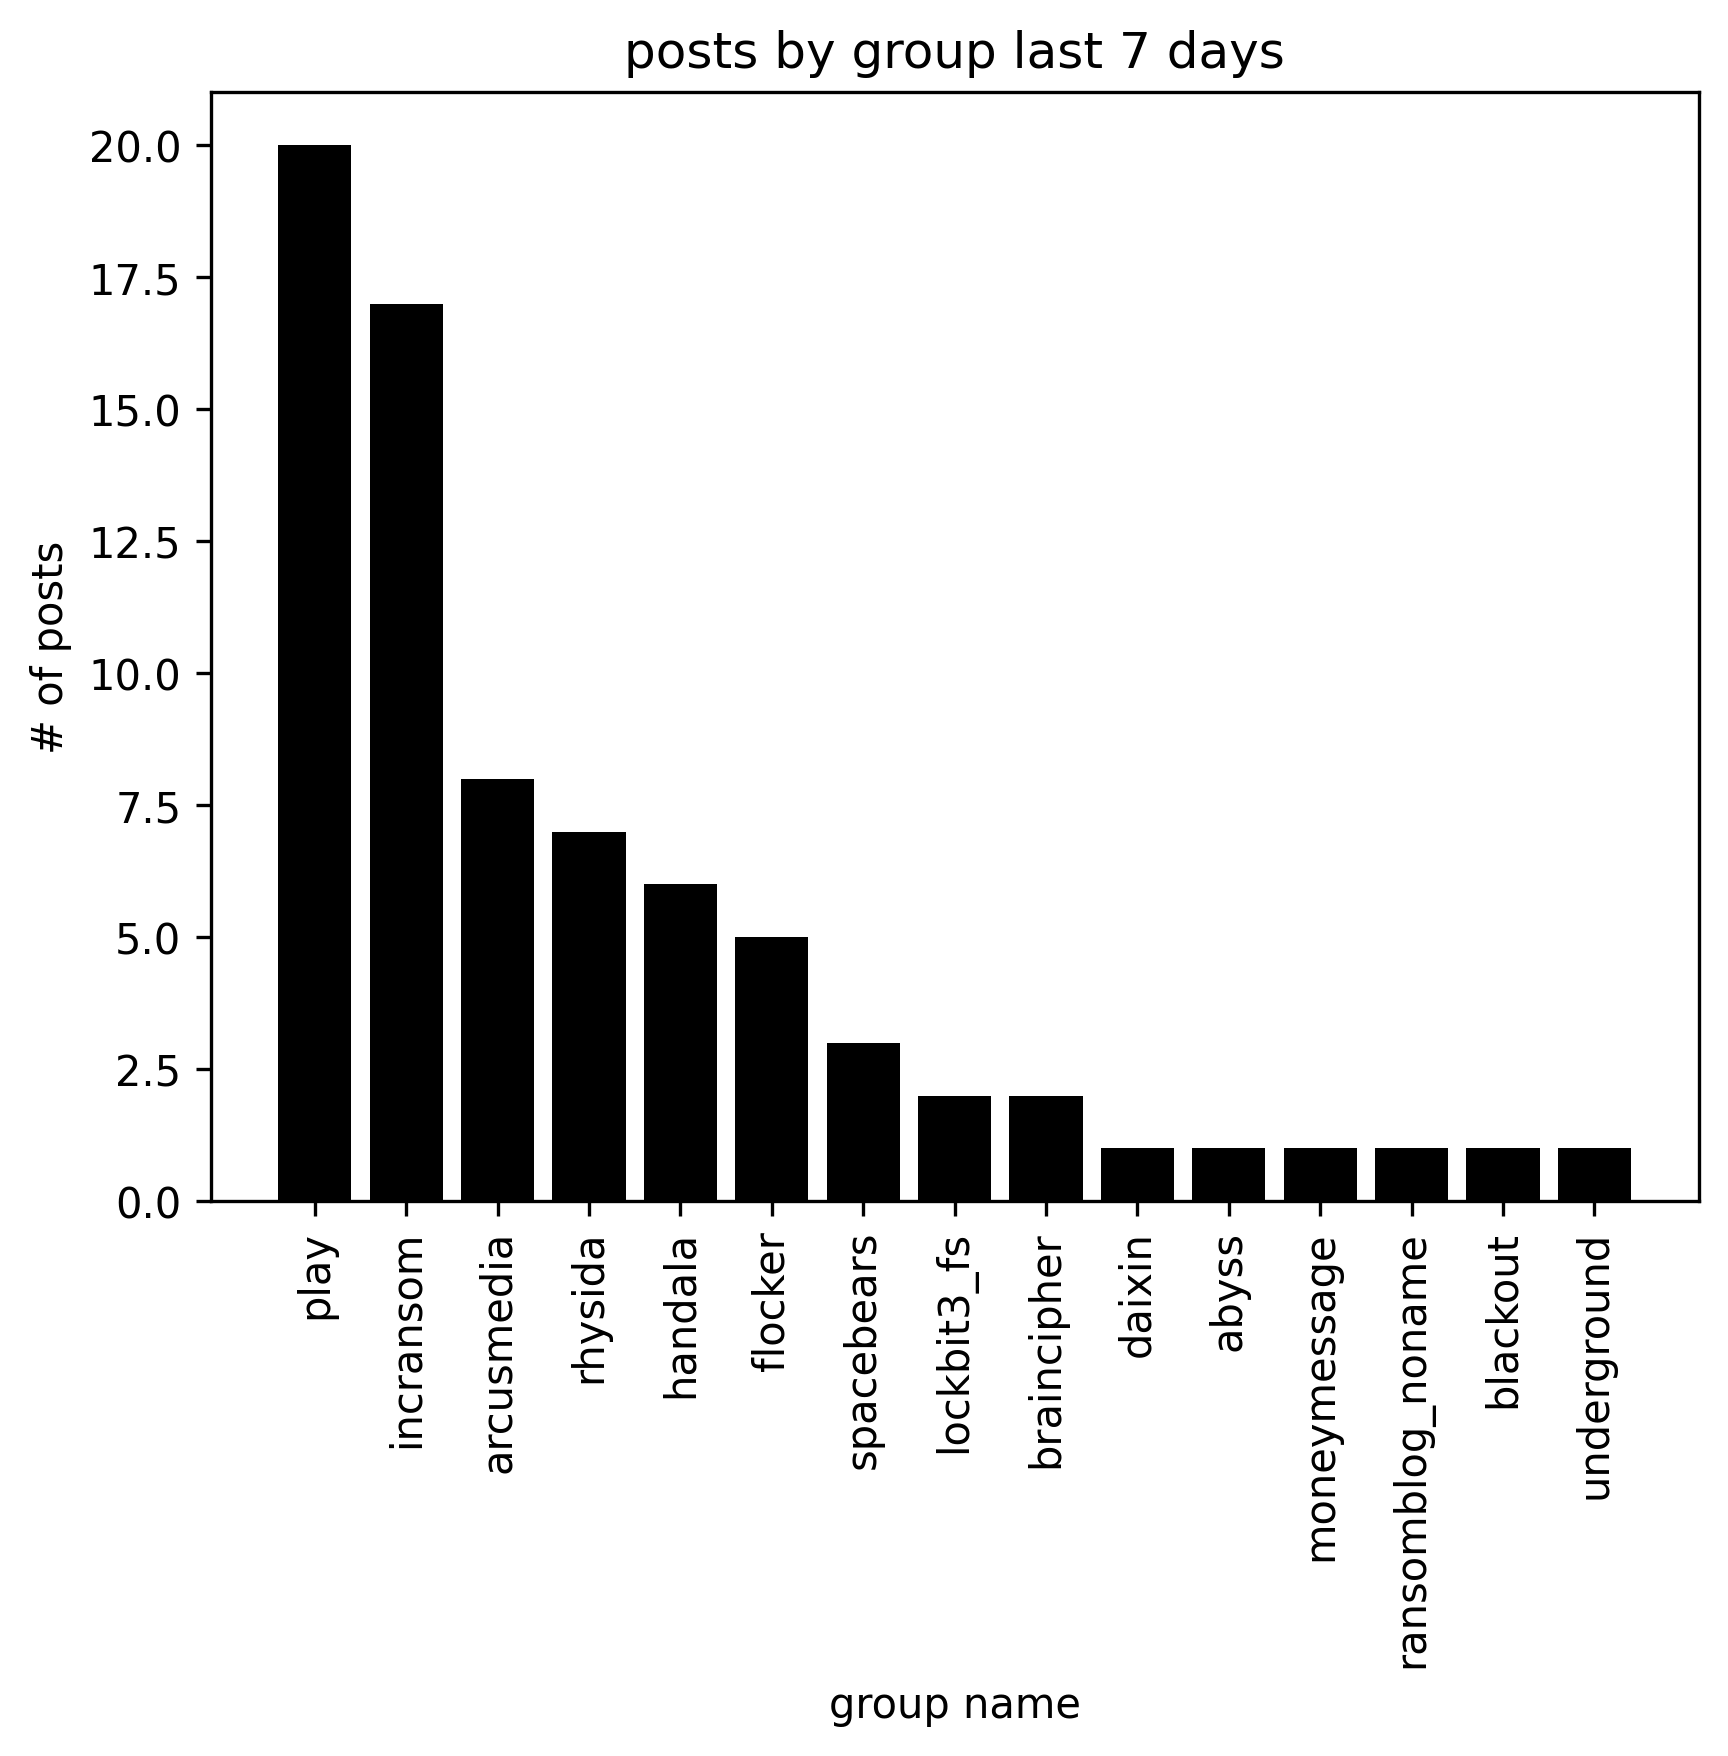 posts by group last 7 days
# of posts
20.0
17.5
15.0
12.5
10.0
7.5
5.0
2.5
0.0
play
incransom
arcusmedia
rhysida
handala
flocker
spacebears
lockbit3_fs
braincipher
daixin
abyss
moneymessage
ransomblog_noname
blackout
underground
group name